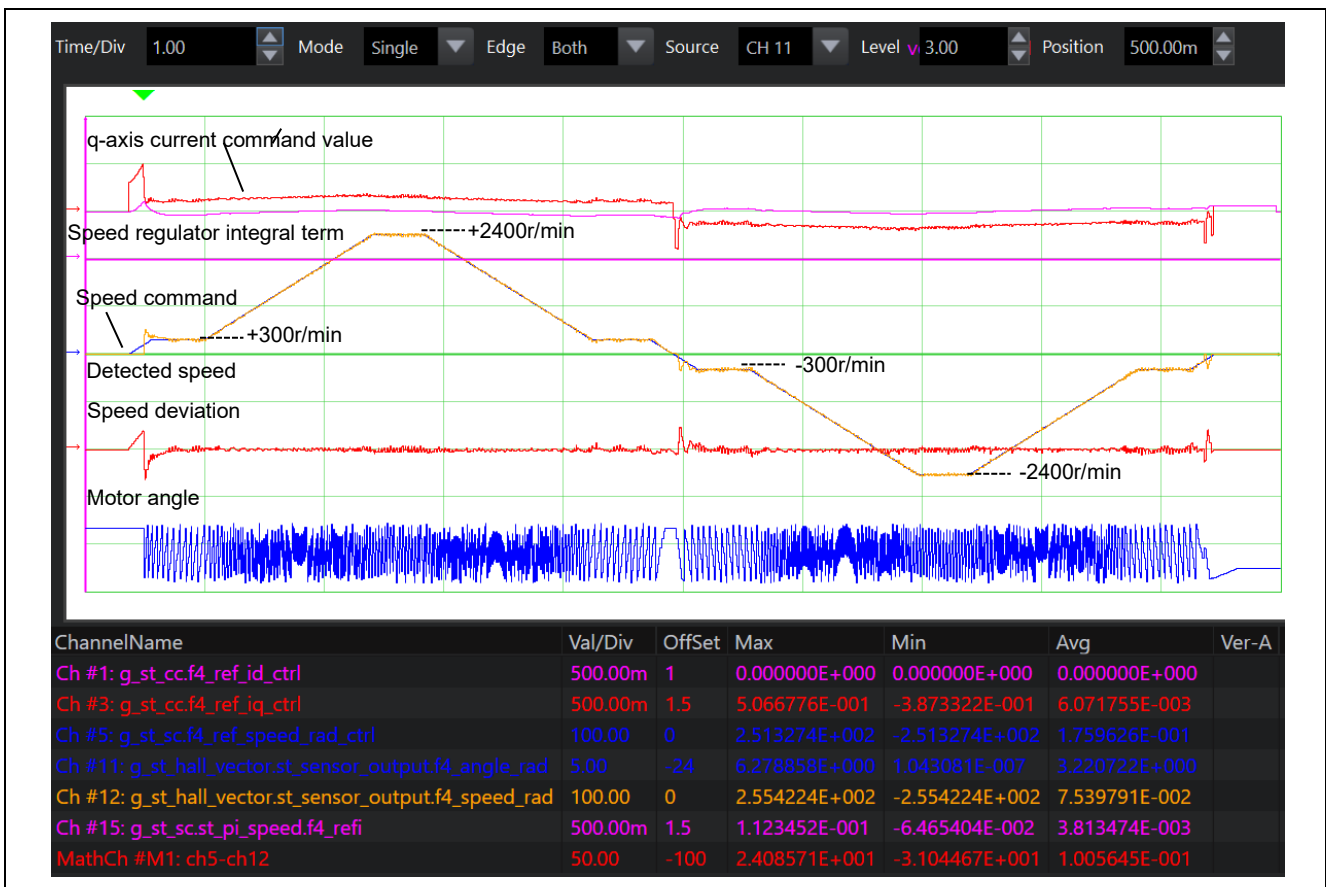 Time/Div 1.00 Mode Single Edge Both Source CH 11 Level 3.00 Position 500.00m
q-axis current command value
Speed regulator integral term
+2400r/min
Speed command
+300r/min
Detected speed
-300r/min
Speed deviation
-2400r/min
Motor angle
ChannelName Val/Div OffSet Max Min Avg Ver-A
Ch #1: g_st_cc.f4_ref_id_ctrl 500.00m 1 0.000000E+000 0.000000E+000 0.000000E+000
Ch #3: g_st_cc.f4_ref_iq_ctrl 500.00m 1.5 5.066776E-001 -3.873322E-001 6.071755E-003
Ch #5: g_st_sc.f4_ref_speed_rad_ctrl 100.00 0 2.513274E+002 -2.513274E+002 1.759626E-001
Ch #11: g_st_hall_vector.st_sensor_output.f4_angle_rad 5.00 -24 6.278858E+000 1.043081E-007 3.220722E+000
Ch #12: g_st_hall_vector.st_sensor_output.f4_speed_rad 100.00 0 2.554224E+002 -2.554224E+002 7.539791E-002
Ch #15: g_st_sc.st_pi_speed.f4_refi 500.00m 1.5 1.123452E-001 -6.465404E-002 3.813474E-003
MathCh #M1: ch5-ch12 50.00 -100 2.408571E+001 -3.104467E+001 1.005645E-001